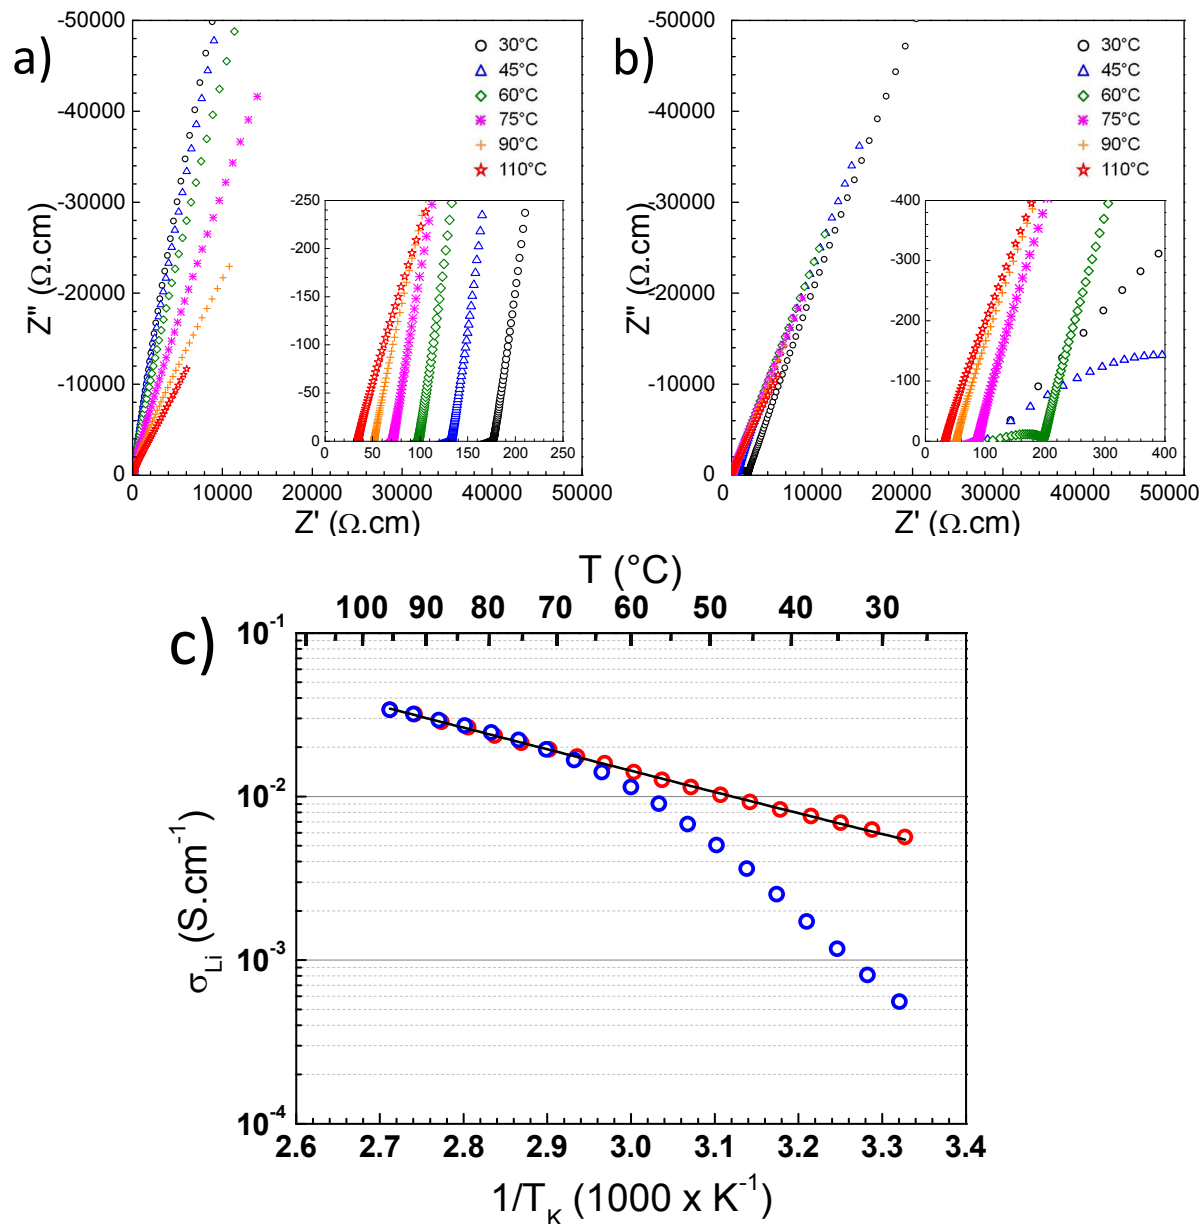 a)
-50000
-40000
-30000
-20000
-10000
0
0
10000
20000
30000
40000
50000
Z'' (Ω.cm)
Z' (Ω.cm)
30°C
45°C
60°C
75°C
90°C
110°C
-250
-200
-150
-100
-50
0
0
50
100
150
200
250
b)
-50000
-40000
-30000
-20000
-10000
0
0
10000
20000
30000
40000
50000
Z'' (Ω.cm)
Z' (Ω.cm)
30°C
45°C
60°C
75°C
90°C
110°C
-400
-300
-200
-100
0
0
100
200
300
400
c)
T (°C)
100 90 80 70 60 50 40 30
10⁻¹
10⁻²
10⁻³
10⁻⁴
σLi (S.cm⁻¹)
2.6 2.7 2.8 2.9 3.0 3.1 3.2 3.3 3.4
1/TK (1000 x K⁻¹)